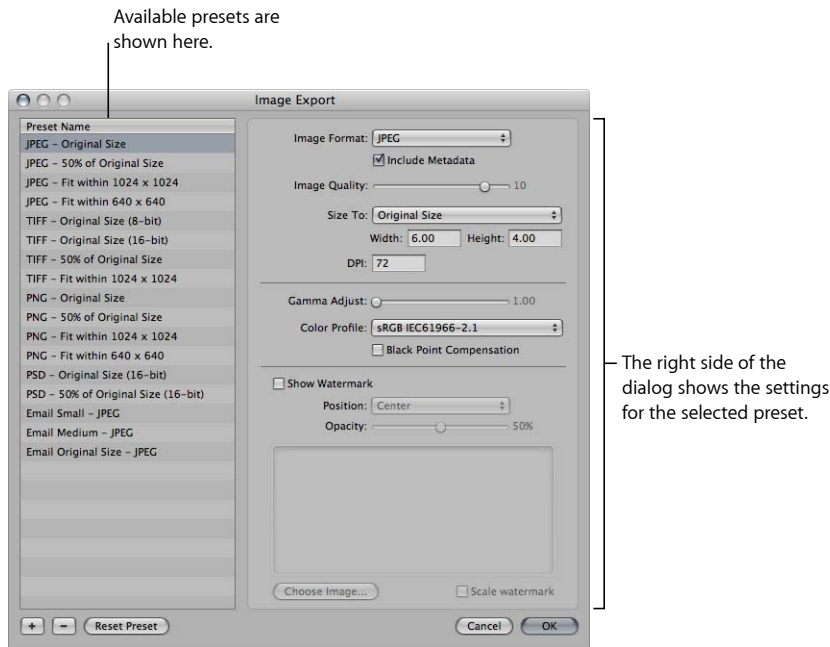 Available presets are
shown here.
Image Export
Preset Name
JPEG – Original Size
JPEG – 50% of Original Size
JPEG – Fit within 1024 x 1024
JPEG – Fit within 640 x 640
TIFF – Original Size (8-bit)
TIFF – Original Size (16-bit)
TIFF – 50% of Original Size
TIFF – Fit within 1024 x 1024
PNG – Original Size
PNG – 50% of Original Size
PNG – Fit within 1024 x 1024
PNG – Fit within 640 x 640
PSD – Original Size (16-bit)
PSD – 50% of Original Size (16-bit)
Email Small – JPEG
Email Medium – JPEG
Email Original Size – JPEG
+ – Reset Preset
Image Format: JPEG
Include Metadata
Image Quality: 10
Size To: Original Size
Width: 6.00 Height: 4.00
DPI: 72
Gamma Adjust: 1.00
Color Profile: sRGB IEC61966-2.1
Black Point Compensation
Show Watermark
Position: Center
Opacity: 50%
Choose Image... Scale watermark
Cancel OK
The right side of the
dialog shows the settings
for the selected preset.